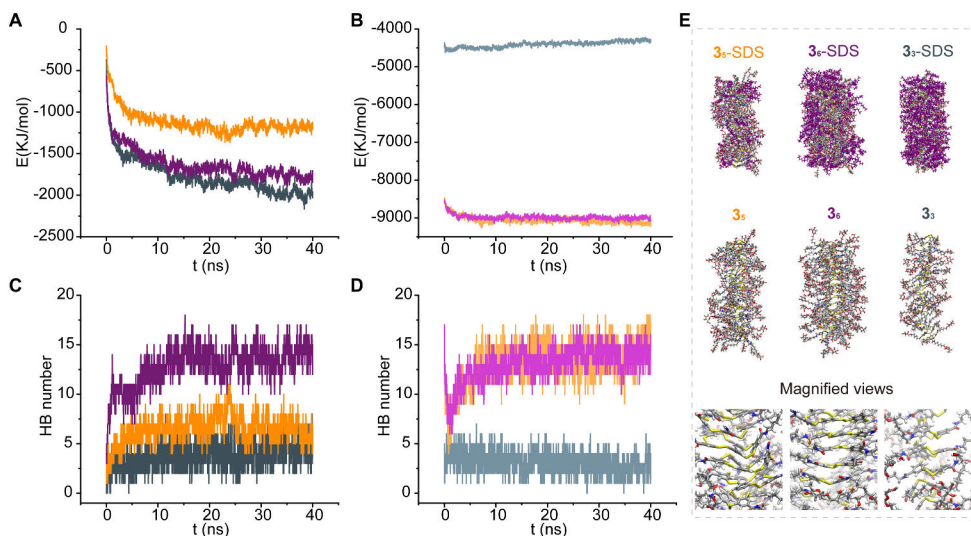 A
0
-500
-1000
-1500
-2000
-2500
E(KJ/mol)
0 10 20 30 40
t (ns)
B
-4000
-5000
-6000
-7000
-8000
-9000
E(KJ/mol)
0 10 20 30 40
t (ns)
C
20
15
10
5
0
HB number
0 10 20 30 40
t (ns)
D
20
15
10
5
0
HB number
0 10 20 30 40
t (ns)
E
3₅-SDS 3₆-SDS 3₃-SDS
3₅ 3₆ 3₃
Magnified views